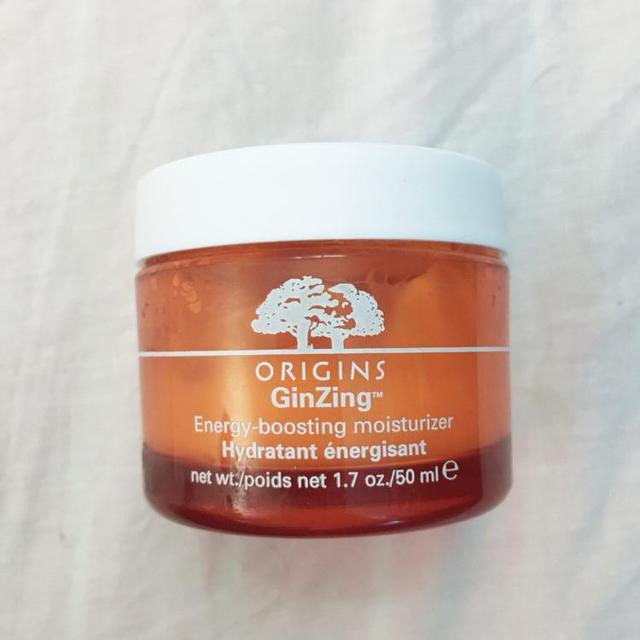 ORIGINS
GinZing™
Energy-boosting moisturizer
Hydratant énergisant
net wt./poids net 1.7 oz./50 ml ℮